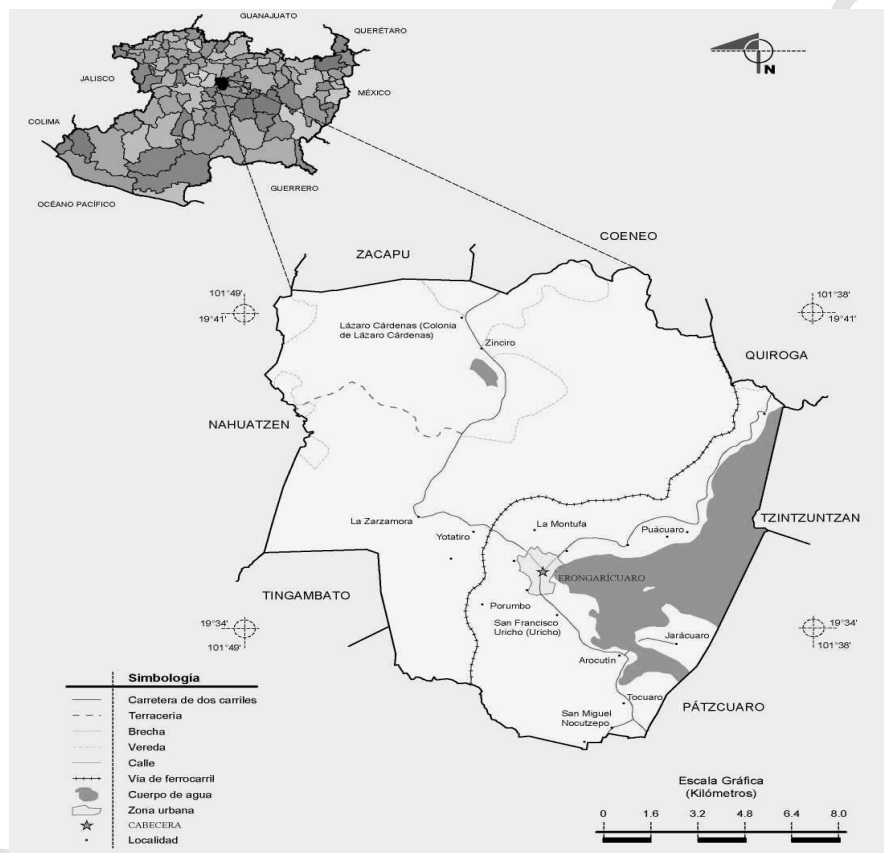 GUANAJUATO
QUERÉTARO
JALISCO
MÉXICO
COLIMA
GUERRERO
OCÉANO PACÍFICO
N
COENEO
ZACAPU
101°49'
19°41'
101°38'
19°41'
Lázaro Cárdenas (Colonia
de Lázaro Cárdenas)
Zinciro
QUIROGA
NAHUATZEN
La Zarzamora
La Montufa
Puácuaro
TZINTZUNTZAN
Yotatiro
ERONGARÍCUARO
TINGAMBATO
Porumbo
San Francisco
Uricho (Uricho)
19°34'
101°49'
19°34'
101°38'
Jarácuaro
Arocutín
Tocuaro
PÁTZCUARO
San Miguel
Nocutzepo
Simbología
Carretera de dos carriles
Terraceria
Brecha
Vereda
Calle
Via de ferrocarril
Cuerpo de agua
Zona urbana
CABECERA
Localidad
Escala Gráfica
(Kilómetros)
0 1.6 3.2 4.8 6.4 8.0